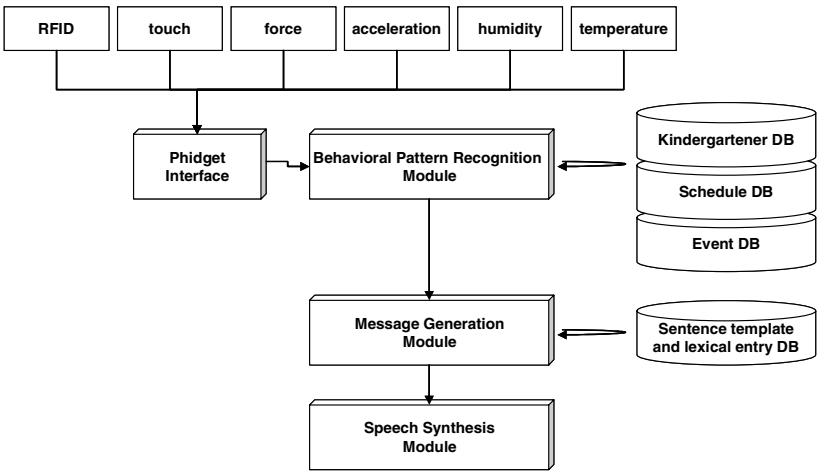 RFID
touch
force
acceleration
humidity
temperature
Phidget
Interface
Behavioral Pattern Recognition
Module
Kindergartener DB
Schedule DB
Event DB
Message Generation
Module
Sentence template
and lexical entry DB
Speech Synthesis
Module